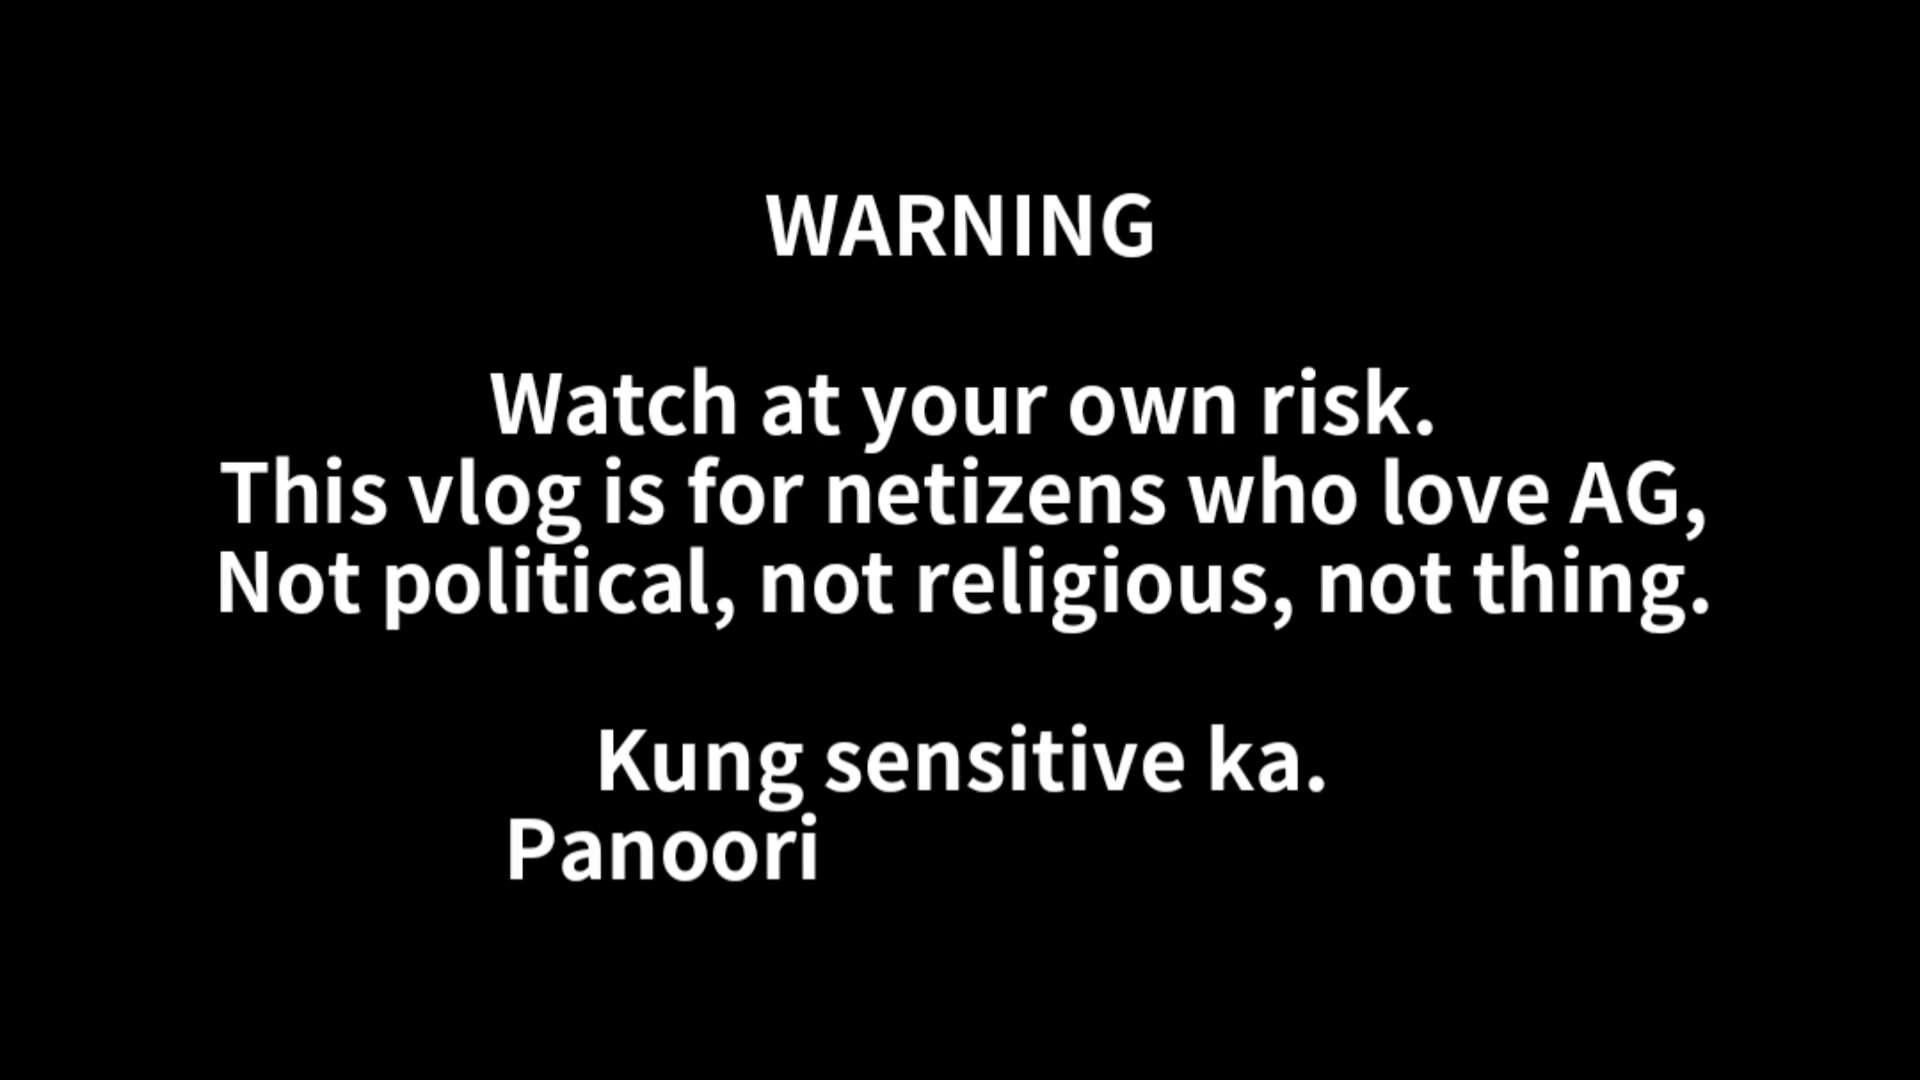 WARNING
Watch at your own risk.
This vlog is for netizens who love AG,
Not political, not religious, not thing.
Kung sensitive ka.
Panoori